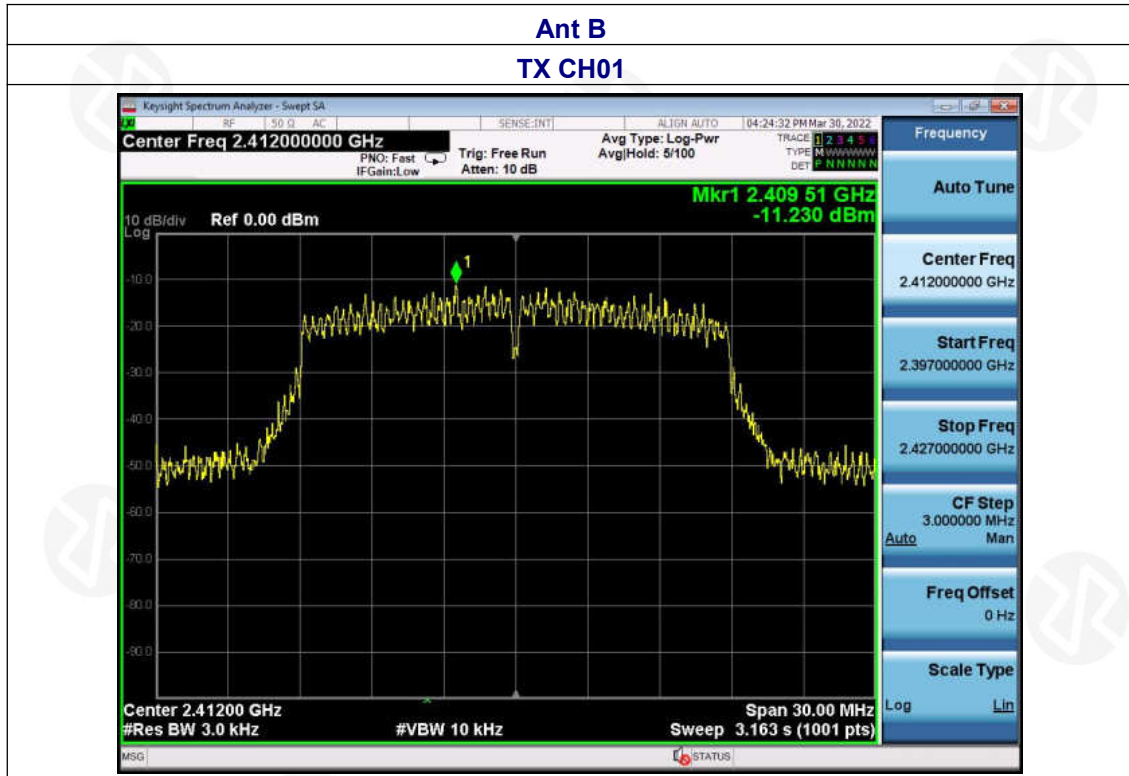 Ant B
TX CH01
Keysight Spectrum Analyzer - Swept SA
LXI RF 50 Ω AC SENSE:INT ALIGN AUTO 04:24:32 PM Mar 30, 2022
Center Freq 2.412000000 GHz
PNO: Fast
IFGain:Low
Trig: Free Run
Atten: 10 dB
Avg Type: Log-Pwr
Avg|Hold: 5/100
TRACE 1 2 3 4 5 6
TYPE M WWWWW
DET P N N N N N
Mkr1 2.409 51 GHz
-11.230 dBm
10 dB/div Ref 0.00 dBm
Log
1
-10.0
-20.0
-30.0
-40.0
-50.0
-60.0
-70.0
-80.0
-90.0
Center 2.41200 GHz Span 30.00 MHz
#Res BW 3.0 kHz #VBW 10 kHz Sweep 3.163 s (1001 pts)
MSG STATUS
Frequency
Auto Tune
Center Freq
2.412000000 GHz
Start Freq
2.397000000 GHz
Stop Freq
2.427000000 GHz
CF Step
3.000000 MHz
Auto Man
Freq Offset
0 Hz
Scale Type
Log Lin